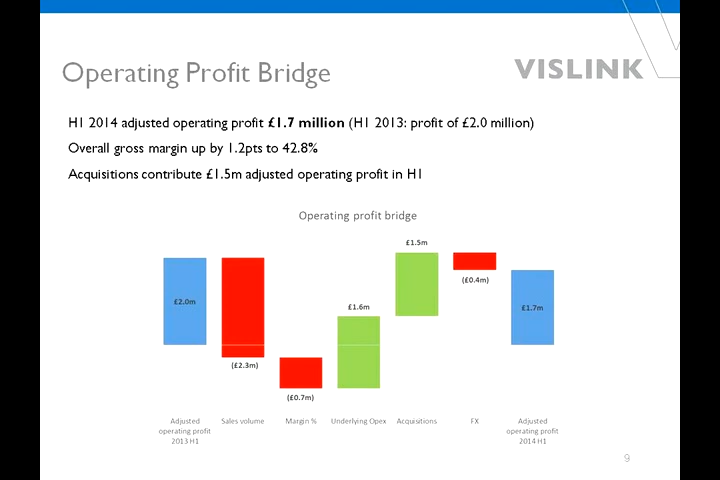 VISLINK
Operating Profit Bridge
H1 2014 adjusted operating profit £1.7 million (H1 2013: profit of £2.0 million)
Overall gross margin up by 1.2pts to 42.8%
Acquisitions contribute £1.5m adjusted operating profit in H1
Operating profit bridge
£1.5m
(£0.4m)
£2.0m
£1.6m
£1.7m
(£2.3m)
(£0.7m)
Adjusted operating profit 2013 H1
Sales volume
Margin %
Underlying Opex
Acquisitions
FX
Adjusted operating profit 2014 H1
9